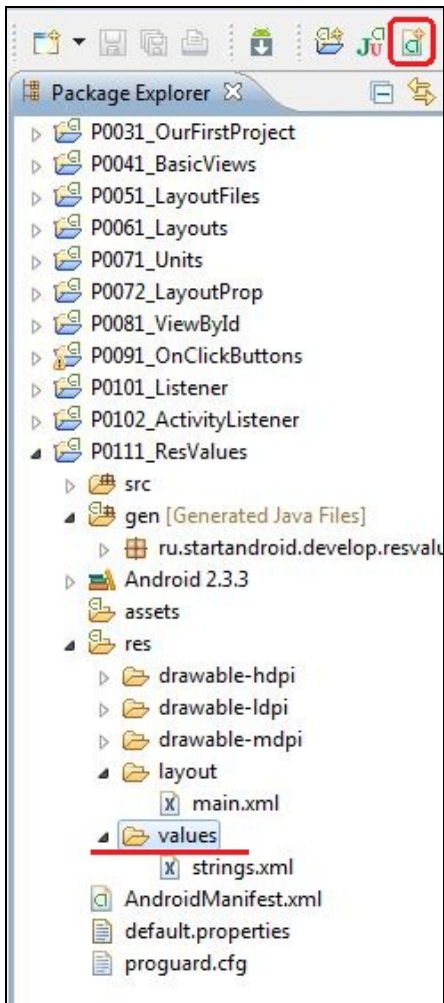 Package Explorer
P0031_OurFirstProject
P0041_BasicViews
P0051_LayoutFiles
P0061_Layouts
P0071_Units
P0072_LayoutProp
P0081_ViewById
P0091_OnClickButtons
P0101_Listener
P0102_ActivityListener
P0111_ResValues
src
gen [Generated Java Files]
ru.startandroid.develop.resvalu
Android 2.3.3
assets
res
drawable-hdpi
drawable-ldpi
drawable-mdpi
layout
main.xml
values
strings.xml
AndroidManifest.xml
default.properties
proguard.cfg